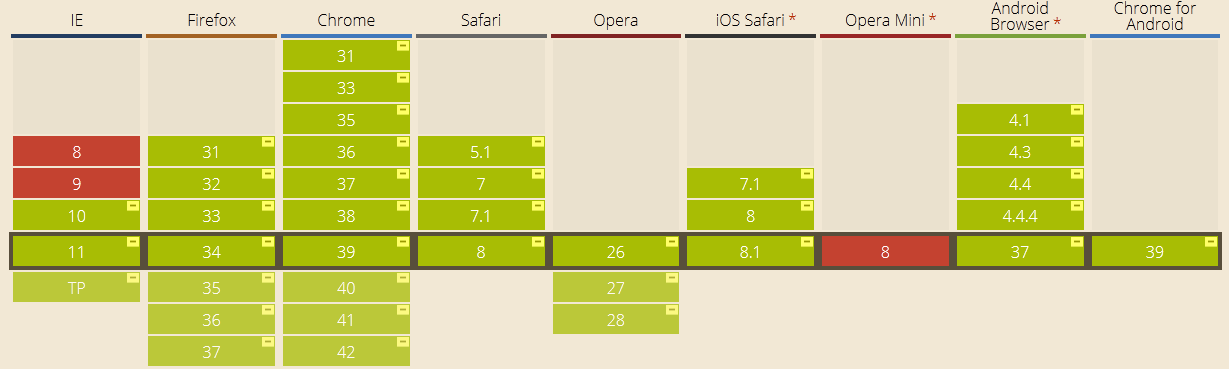 IE Firefox Chrome Safari Opera iOS Safari * Opera Mini * Android Browser * Chrome for Android
31
33
35 4.1
8 31 36 5.1 4.3
9 32 37 7 7.1 4.4
10 33 38 7.1 8 4.4.4
11 34 39 8 26 8.1 8 37 39
TP 35 40 27
36 41 28
37 42